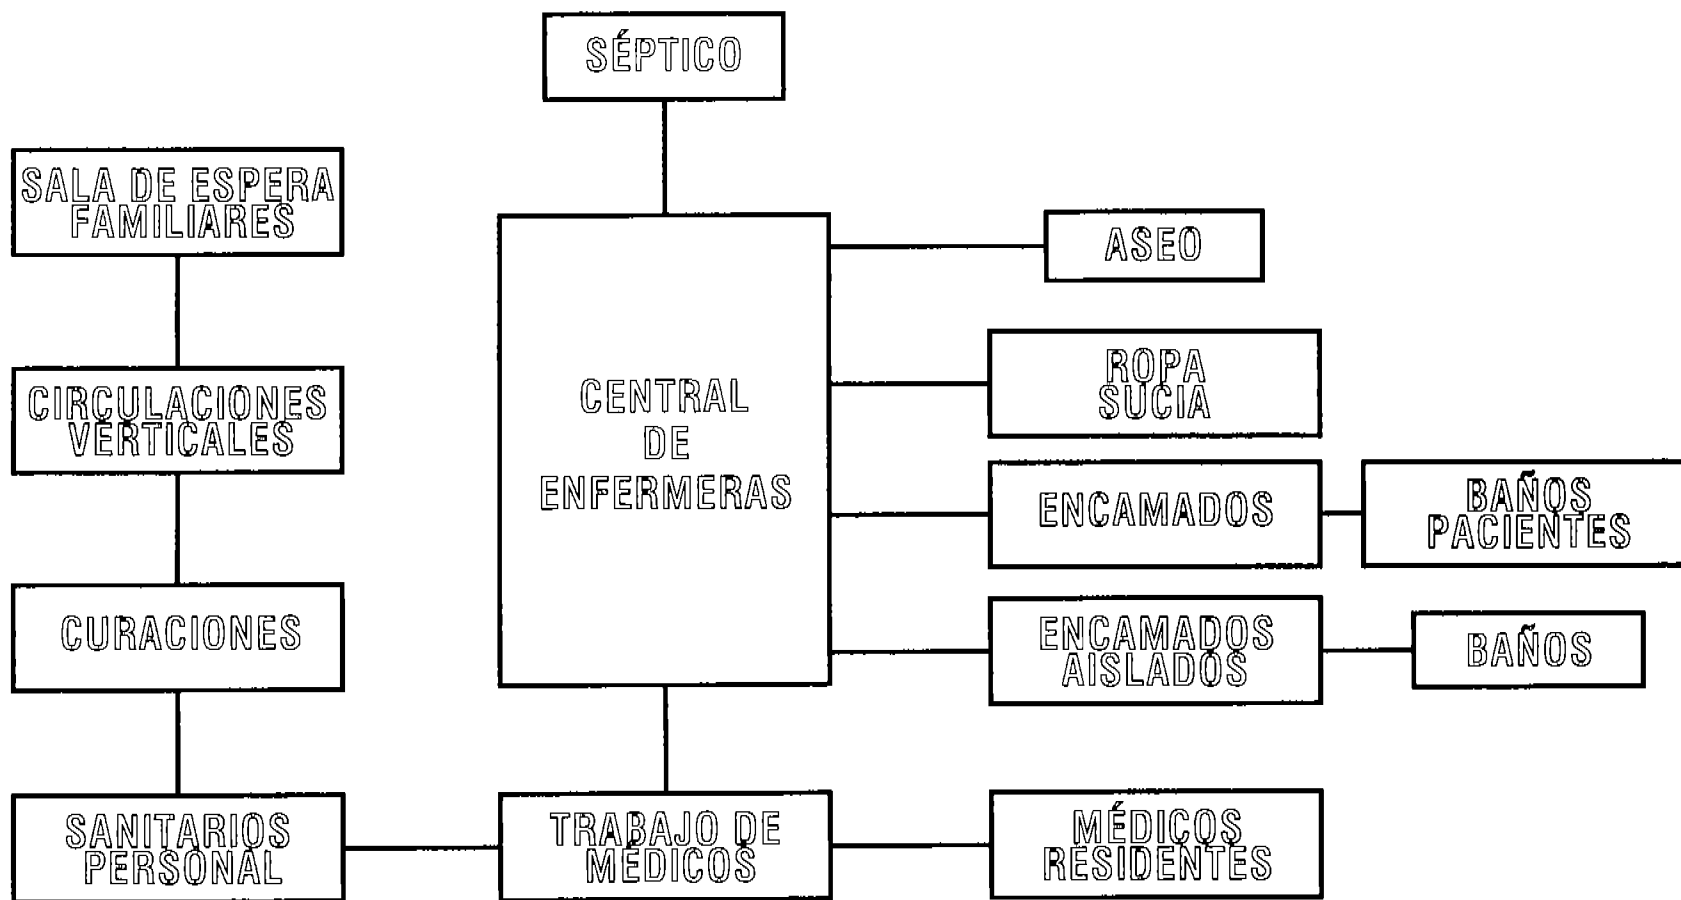 SÉPTICO
SALA DE ESPERA
FAMILIARES
ASEO
CIRCULACIONES
VERTICALES
CENTRAL
DE
ENFERMERAS
ROPA
SUCIA
ENCAMADOS
BAÑOS
PACIENTES
CURACIONES
ENCAMADOS
AISLADOS
BAÑOS
SANITARIOS
PERSONAL
TRABAJO DE
MÉDICOS
MÉDICOS
RESIDENTES